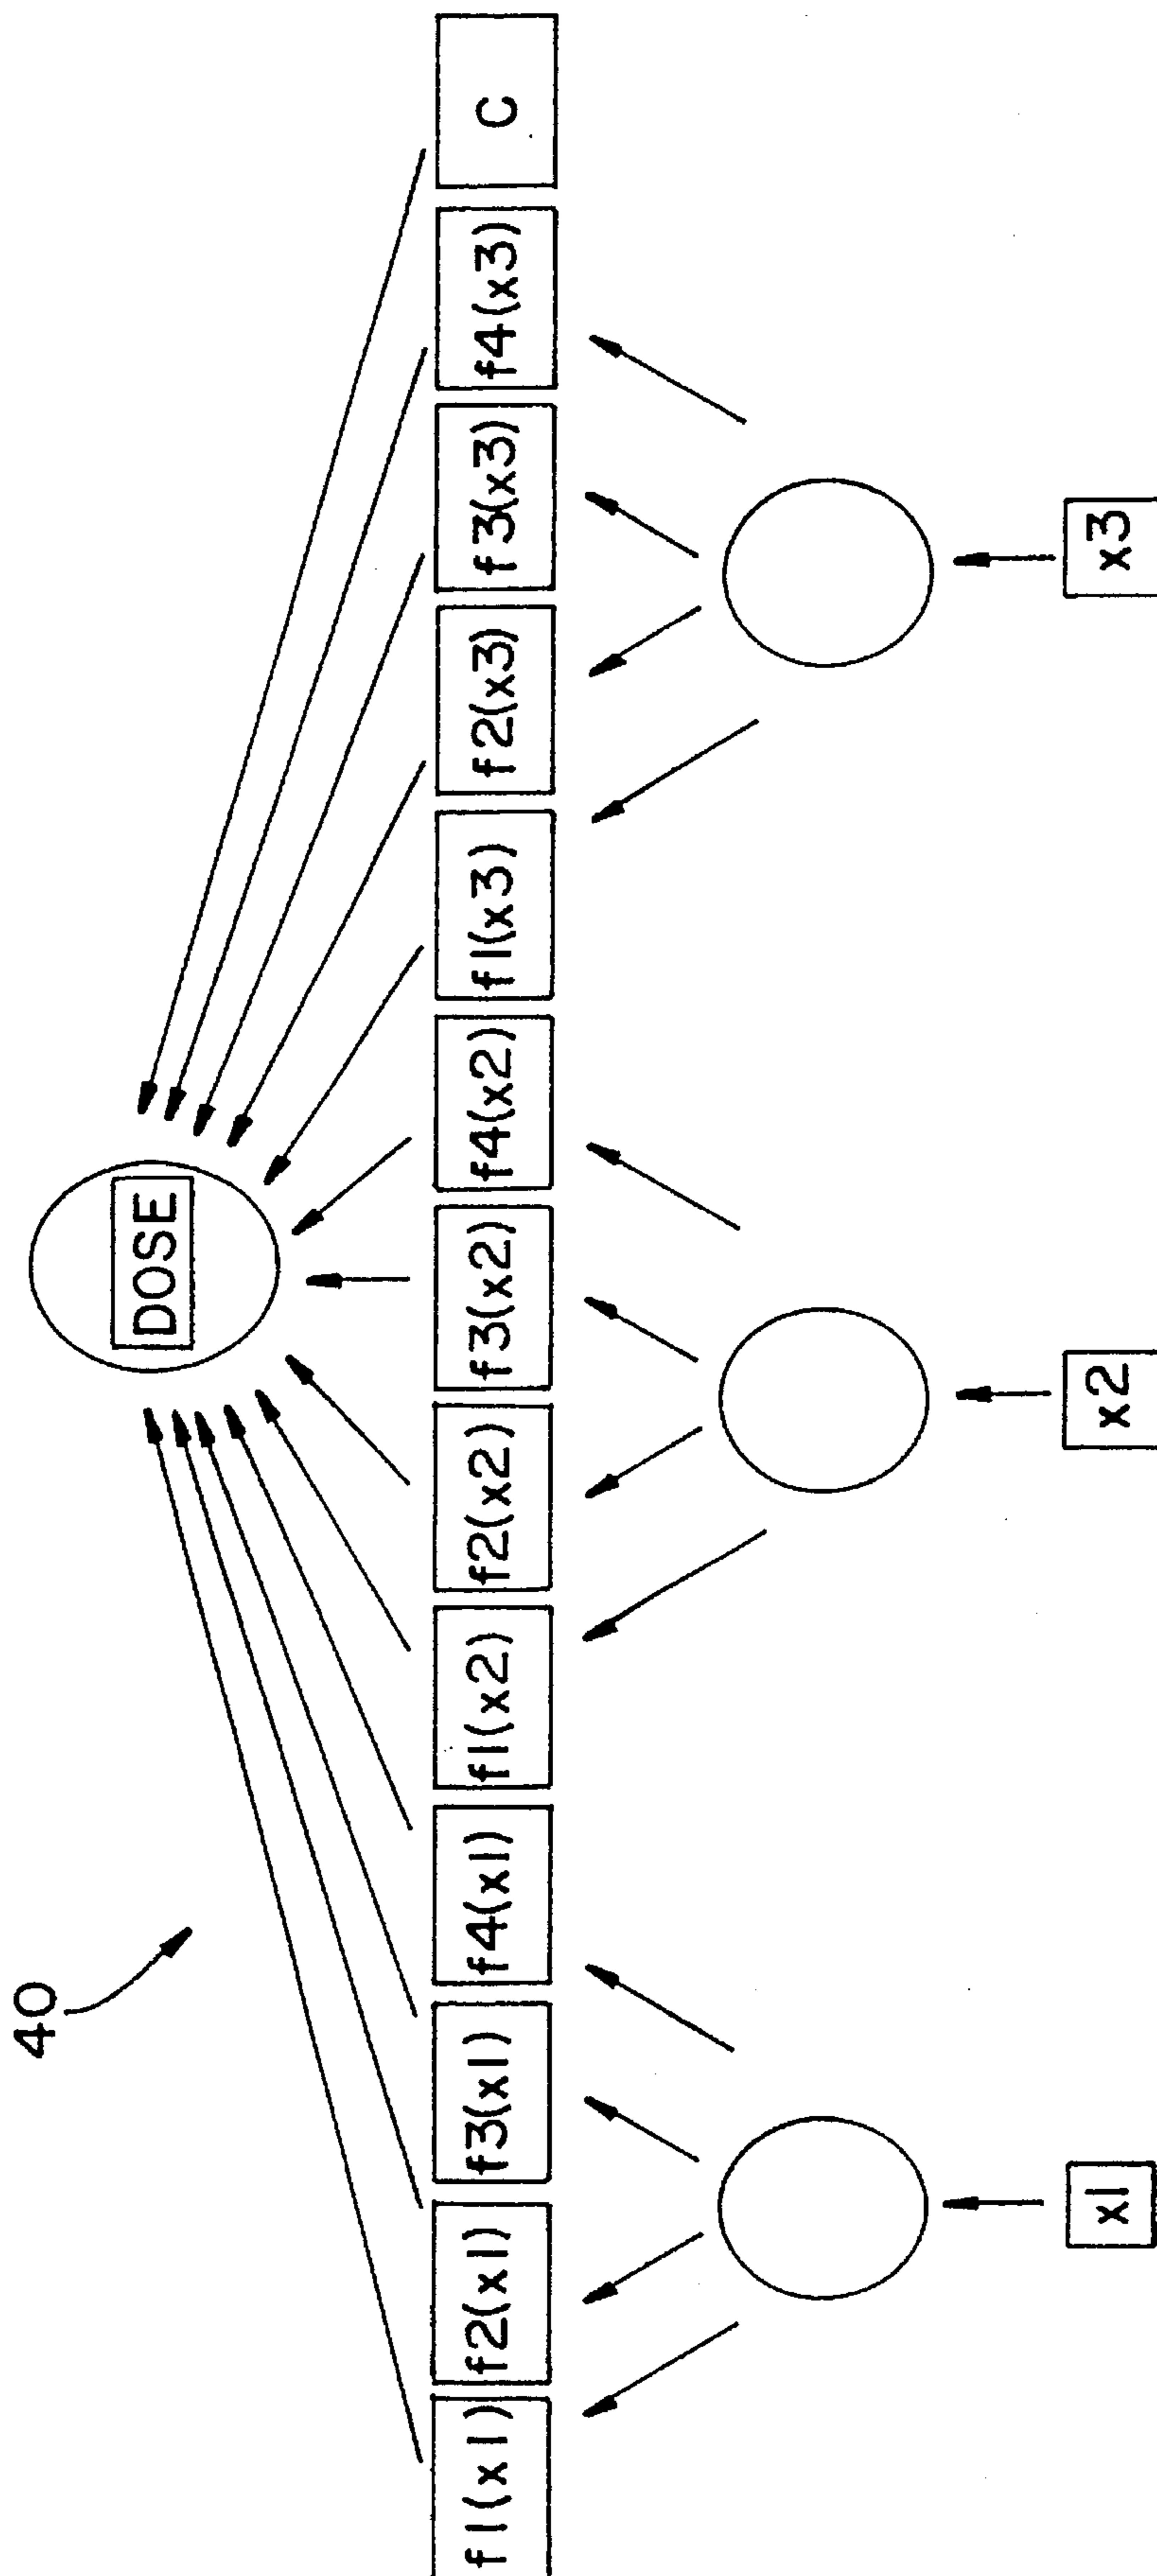 40
DOSE
f1(x1)
f2(x1)
f3(x1)
f4(x1)
f1(x2)
f2(x2)
f3(x2)
f4(x2)
f1(x3)
f2(x3)
f3(x3)
f4(x3)
C
x1
x2
x3